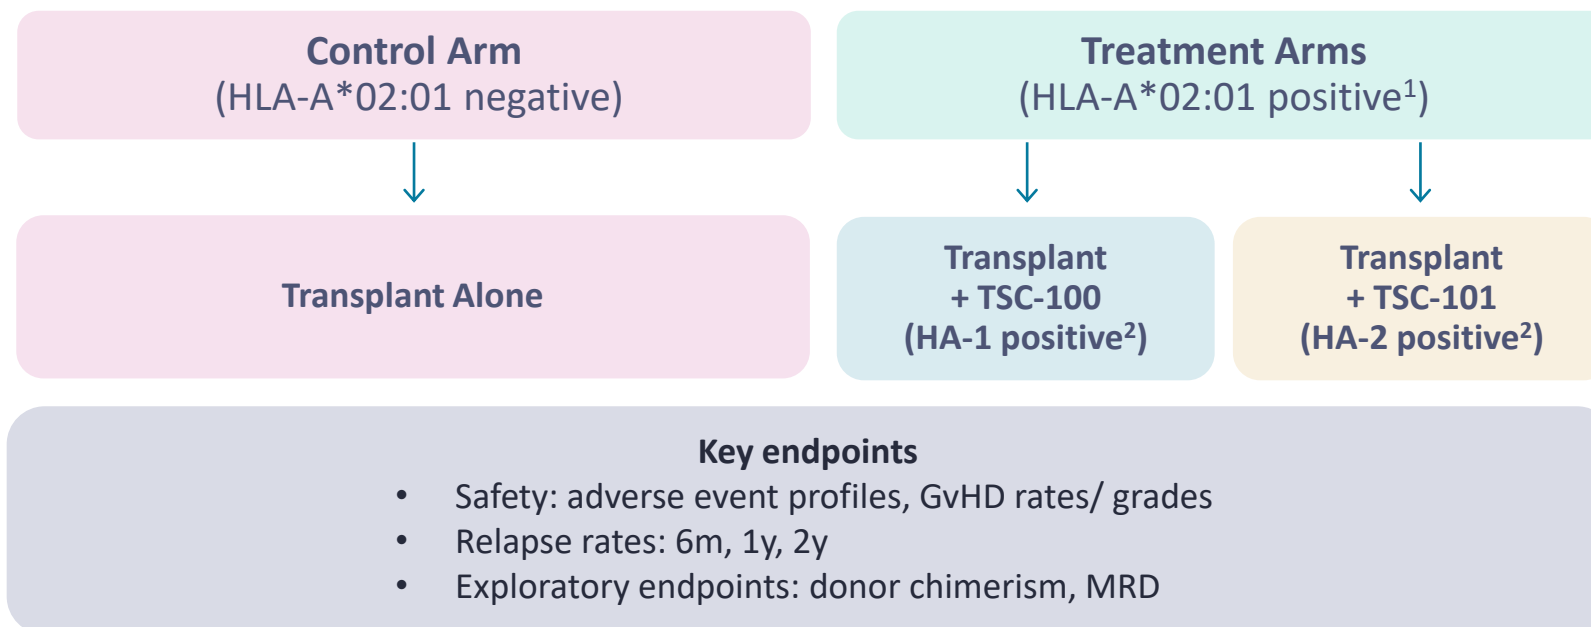 Control Arm
(HLA-A*02:01 negative)
Treatment Arms
(HLA-A*02:01 positive¹)
Transplant Alone
Transplant
+ TSC-100
(HA-1 positive²)
Transplant
+ TSC-101
(HA-2 positive²)
Key endpoints
• Safety: adverse event profiles, GvHD rates/ grades
• Relapse rates: 6m, 1y, 2y
• Exploratory endpoints: donor chimerism, MRD